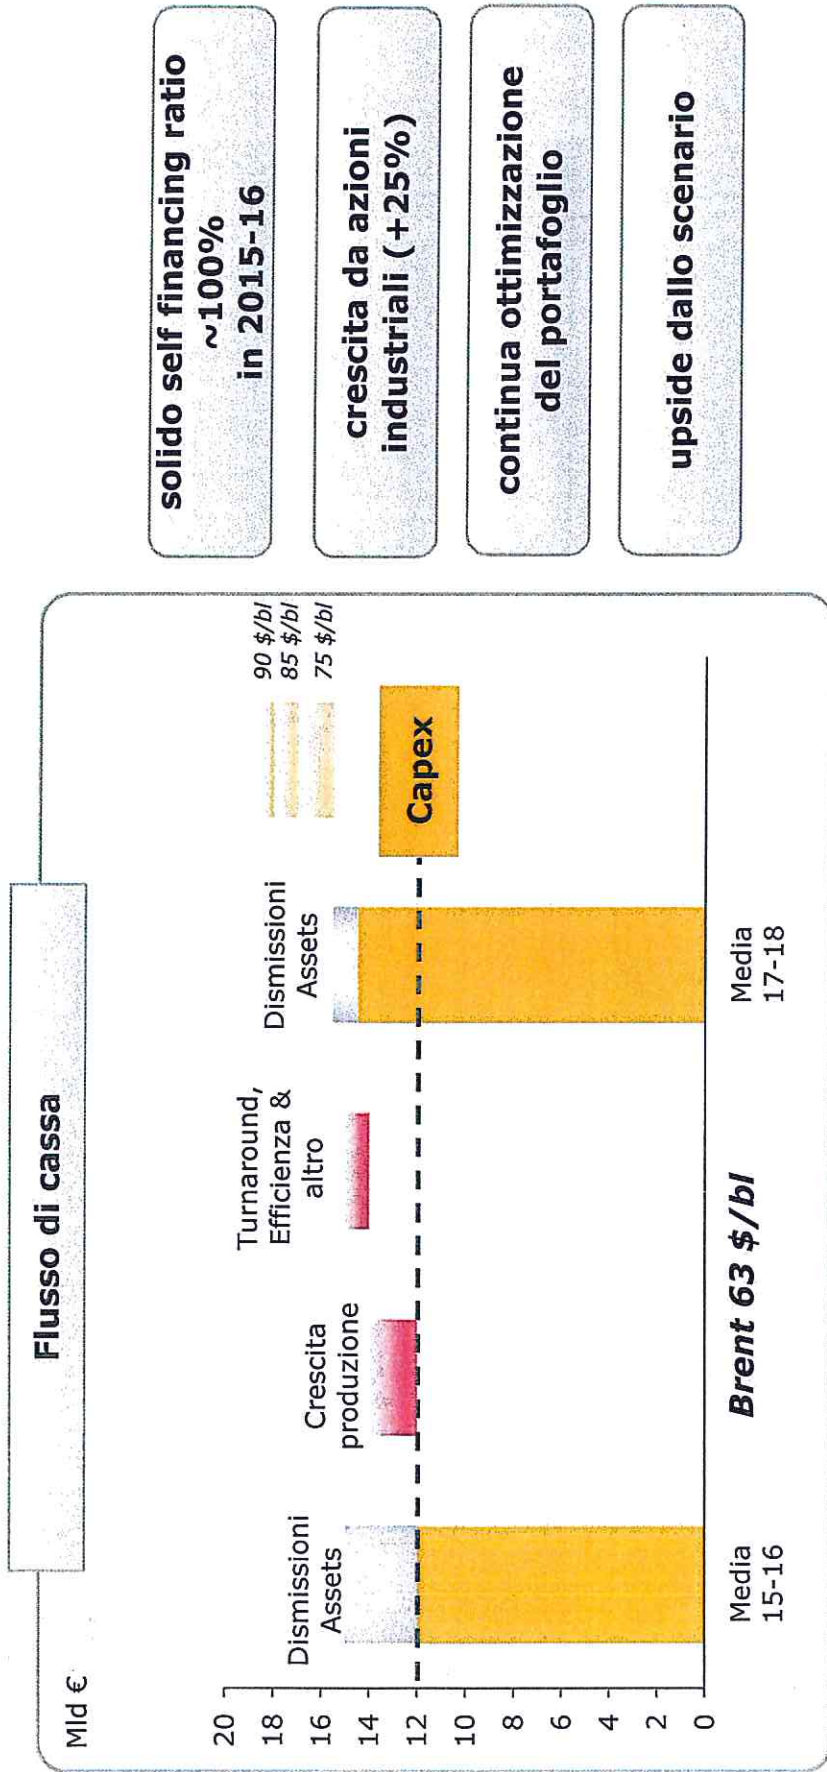 Flusso di cassa
Mld €
20
18
16
14
12
10
8
6
4
2
0
Dismissioni
Assets
Crescita
produzione
Turnaround,
Efficienza &
altro
Dismissioni
Assets
90 $/bl
85 $/bl
75 $/bl
Capex
Media
15-16
Brent 63 $/bl
Media
17-18
solido self financing ratio
~100%
in 2015-16
crescita da azioni
industriali (+25%)
continua ottimizzazione
del portafoglio
upside dallo scenario